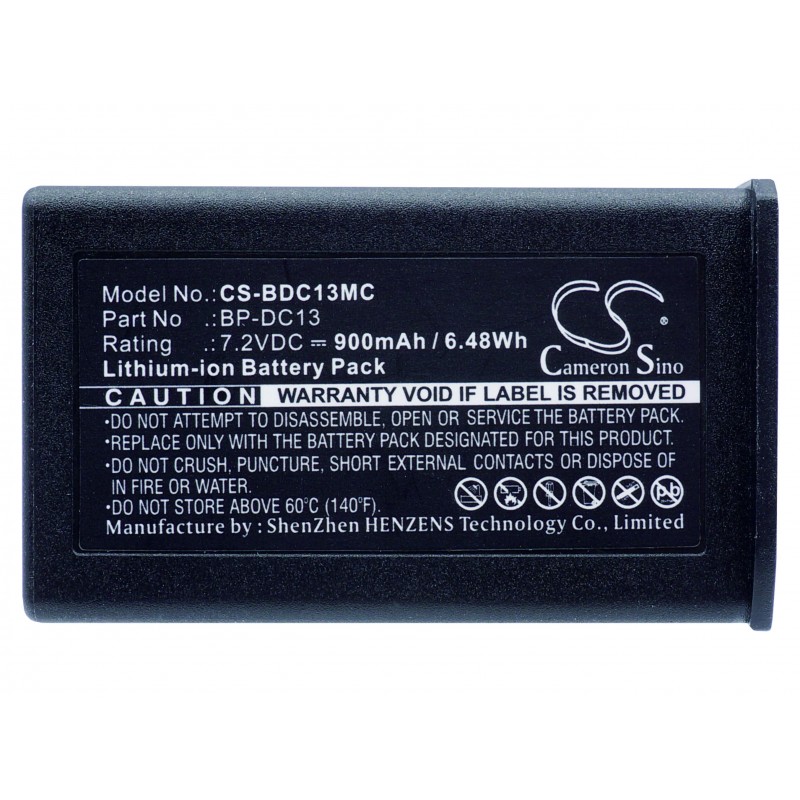 Model No.: CS-BDC13MC
Part No : BP-DC13
Rating : 7.2VDC ⎓ 900mAh / 6.48Wh
Lithium-ion Battery Pack
CS
Cameron Sino
CAUTION WARRANTY VOID IF LABEL IS REMOVED
•DO NOT ATTEMPT TO DISASSEMBLE, OPEN OR SERVICE THE BATTERY PACK.
•REPLACE ONLY WITH THE BATTERY PACK DESIGNATED FOR THIS PRODUCT.
•DO NOT CRUSH, PUNCTURE, SHORT EXTERNAL CONTACTS OR DISPOSE OF
IN FIRE OR WATER.
•DO NOT STORE ABOVE 60°C (140°F).
Pb
Manufacture by : ShenZhen HENZENS Technology Co., Limited